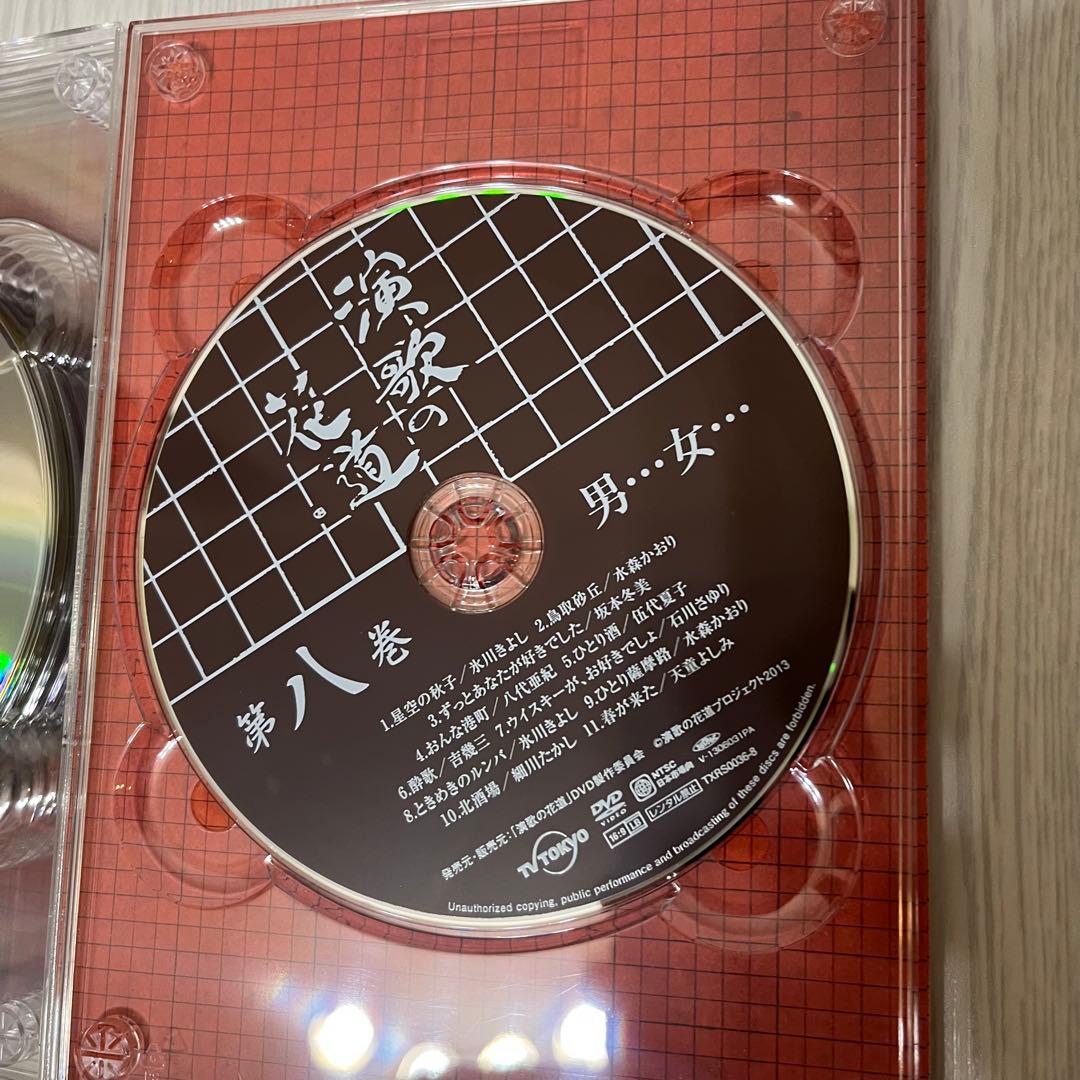 演歌の
花道
男…女…
第八巻
1.星空の秋子/氷川きよし 2.鳥取砂丘/水森かおり
3.ずっとあなたが好きでした/坂本冬美
4.おんな港町/八代亜紀 5.ひとり酒/伍代夏子
6.酔歌/吉幾三 7.ウイスキーが、お好きでしょ/石川さゆり
8.ときめきのルンバ/氷川きよし 9.ひとり薩摩路/水森かおり
10.北酒場/細川たかし 11.春が来た/天童よしみ
発売元・販売元:「演歌の花道」DVD製作委員会 ©演歌の花道プロジェクト2013
TV TOKYO
DVD
VIDEO
NTSC
日本市場向
V-1306031PA
16:9 LB
レンタル禁止
TXRS0036-8
Unauthorized copying, public performance and broadcasting of these discs are forbidden.